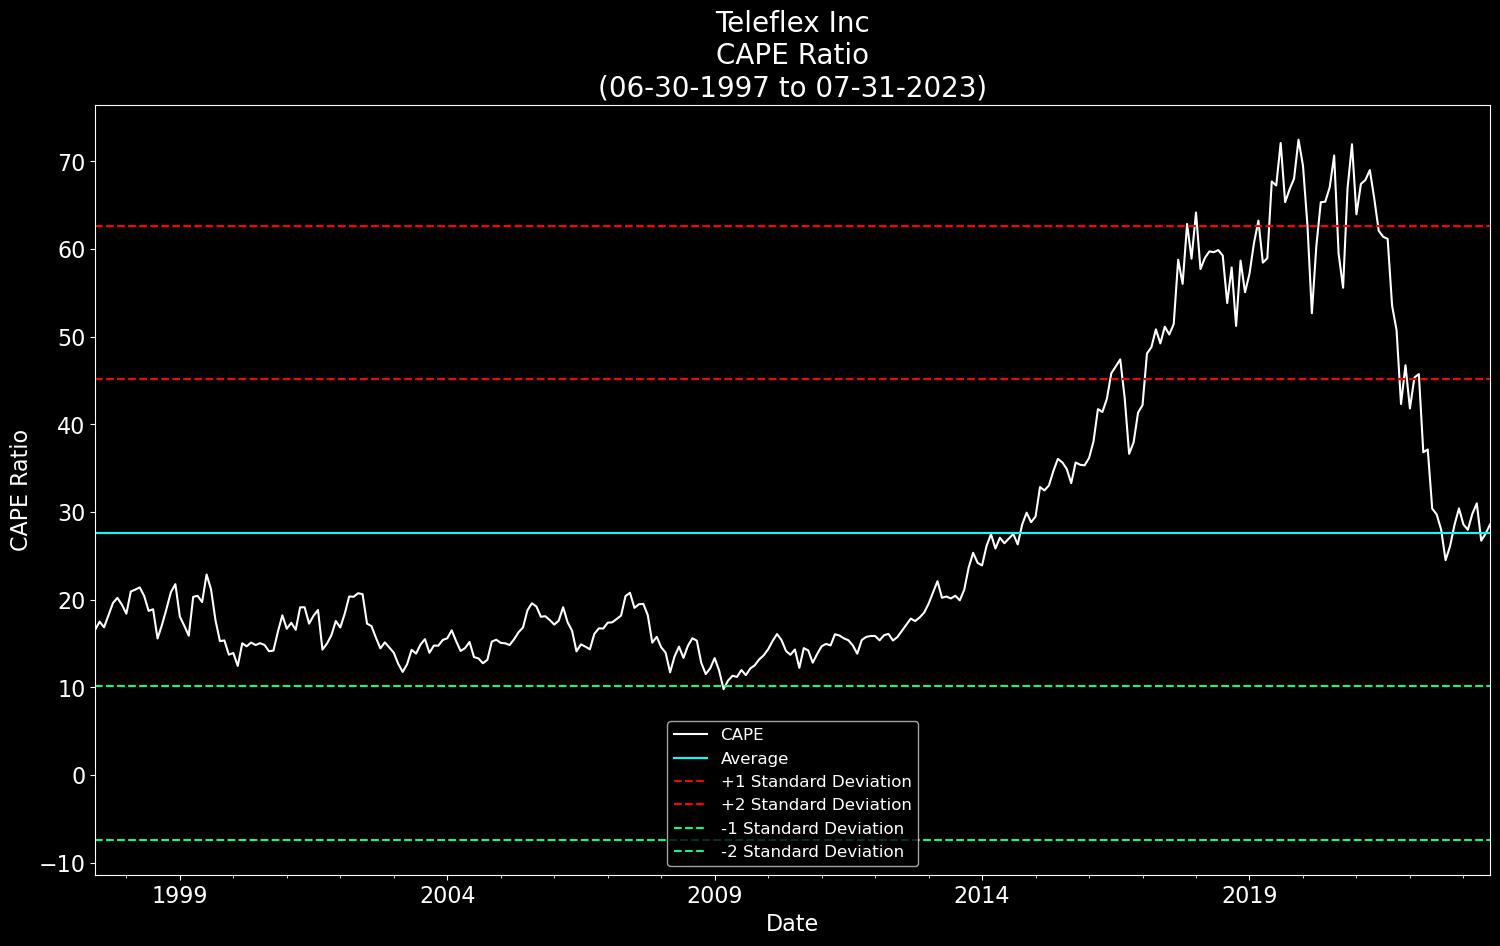 Teleflex Inc
CAPE Ratio
(06-30-1997 to 07-31-2023)
CAPE Ratio
70
60
50
40
30
20
10
0
−10
1999
2004
2009
2014
2019
Date
CAPE
Average
+1 Standard Deviation
+2 Standard Deviation
-1 Standard Deviation
-2 Standard Deviation